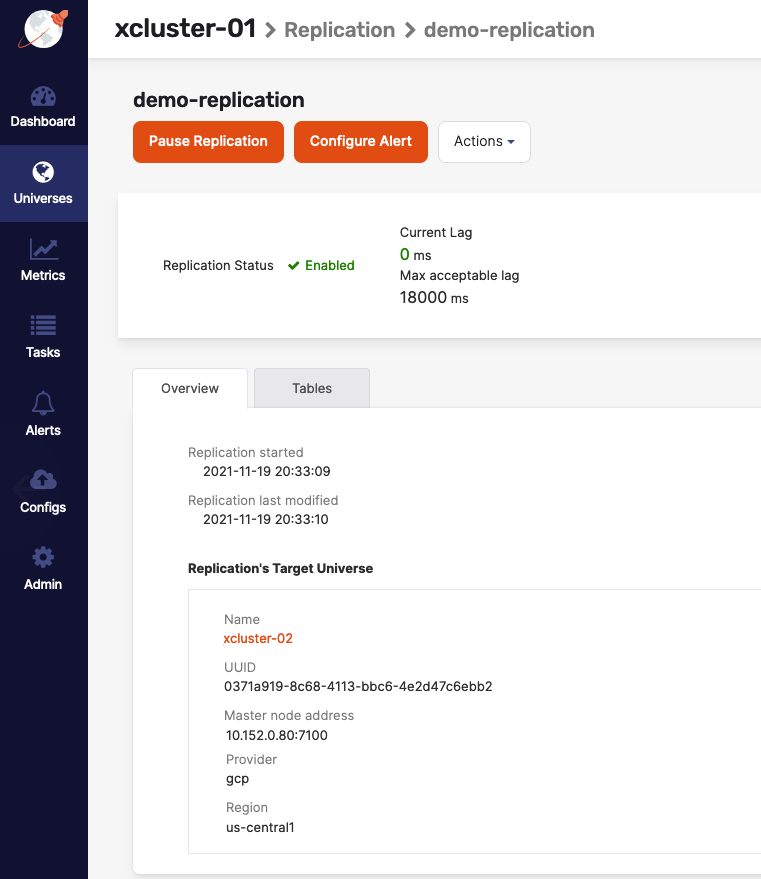 xcluster-01 > Replication > demo-replication
Dashboard
Universes
Metrics
Tasks
Alerts
Configs
Admin
demo-replication
Pause Replication
Configure Alert
Actions
Replication Status
Enabled
Current Lag
0 ms
Max acceptable lag
18000 ms
Overview
Tables
Replication started
2021-11-19 20:33:09
Replication last modified
2021-11-19 20:33:10
Replication's Target Universe
Name
xcluster-02
UUID
0371a919-8c68-4113-bbc6-4e2d47c6ebb2
Master node address
10.152.0.80:7100
Provider
gcp
Region
us-central1